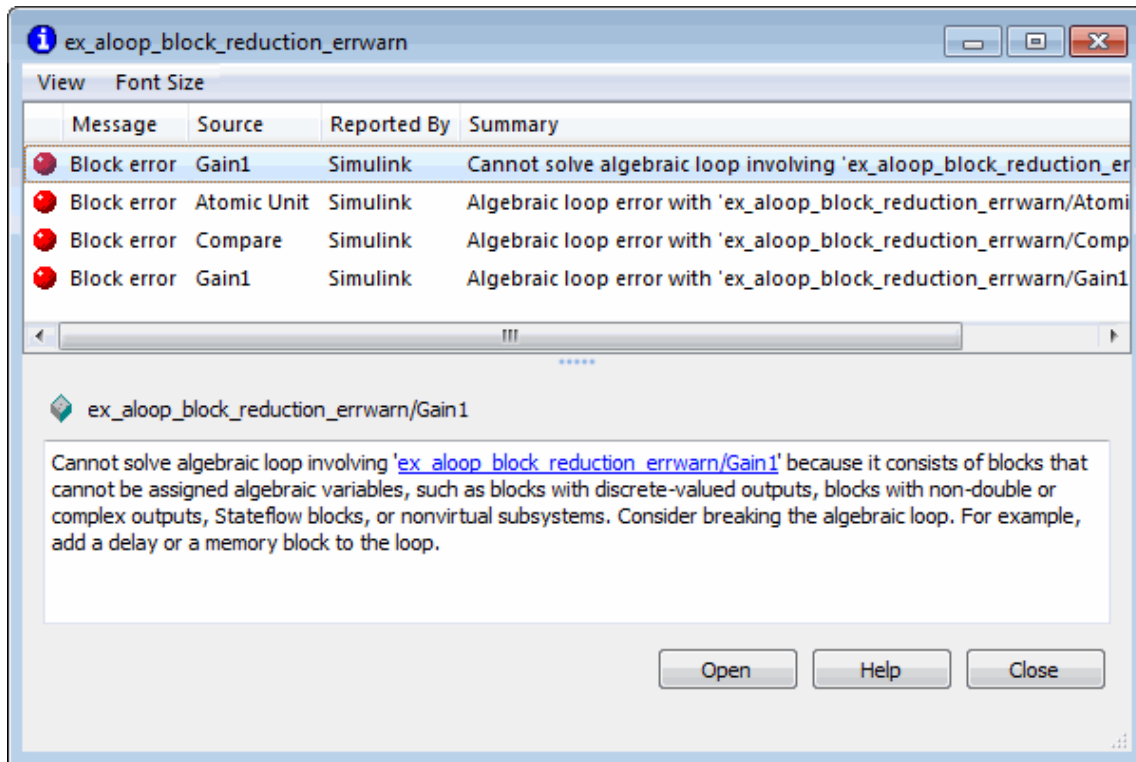 ex_aloop_block_reduction_errwarn
View Font Size
Message Source Reported By Summary
Block error Gain1 Simulink Cannot solve algebraic loop involving 'ex_aloop_block_reduction_er
Block error Atomic Unit Simulink Algebraic loop error with 'ex_aloop_block_reduction_errwarn/Atomi
Block error Compare Simulink Algebraic loop error with 'ex_aloop_block_reduction_errwarn/Comp
Block error Gain1 Simulink Algebraic loop error with 'ex_aloop_block_reduction_errwarn/Gain1
ex_aloop_block_reduction_errwarn/Gain1
Cannot solve algebraic loop involving 'ex_aloop_block_reduction_errwarn/Gain1' because it consists of blocks that
cannot be assigned algebraic variables, such as blocks with discrete-valued outputs, blocks with non-double or
complex outputs, Stateflow blocks, or nonvirtual subsystems. Consider breaking the algebraic loop. For example,
add a delay or a memory block to the loop.
Open Help Close